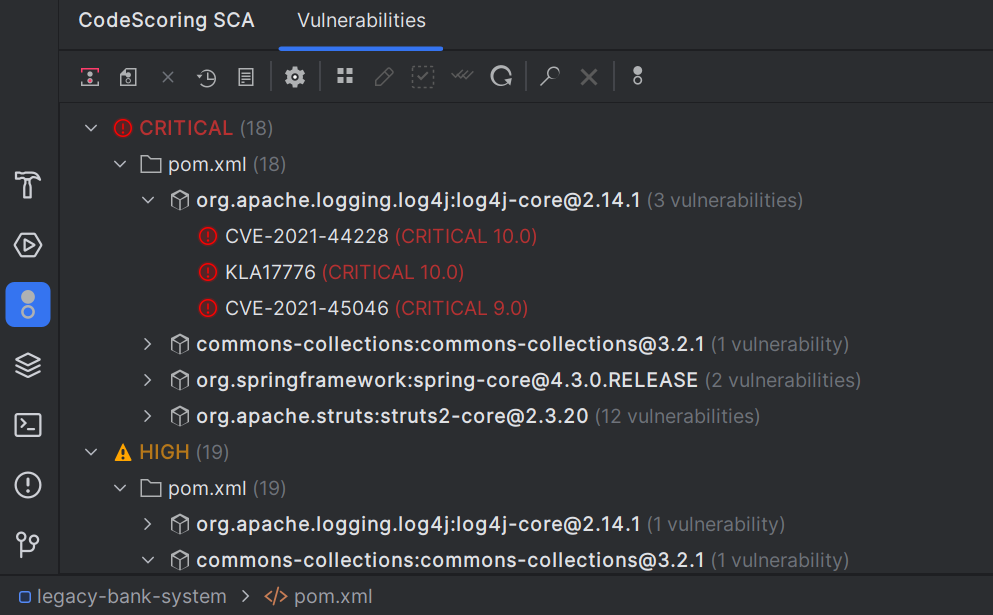 CodeScoring SCA Vulnerabilities
CRITICAL (18)
pom.xml (18)
org.apache.logging.log4j:log4j-core@2.14.1 (3 vulnerabilities)
CVE-2021-44228 (CRITICAL 10.0)
KLA17776 (CRITICAL 10.0)
CVE-2021-45046 (CRITICAL 9.0)
commons-collections:commons-collections@3.2.1 (1 vulnerability)
org.springframework:spring-core@4.3.0.RELEASE (2 vulnerabilities)
org.apache.struts:struts2-core@2.3.20 (12 vulnerabilities)
HIGH (19)
pom.xml (19)
org.apache.logging.log4j:log4j-core@2.14.1 (1 vulnerability)
commons-collections:commons-collections@3.2.1 (1 vulnerability)
legacy-bank-system > </> pom.xml